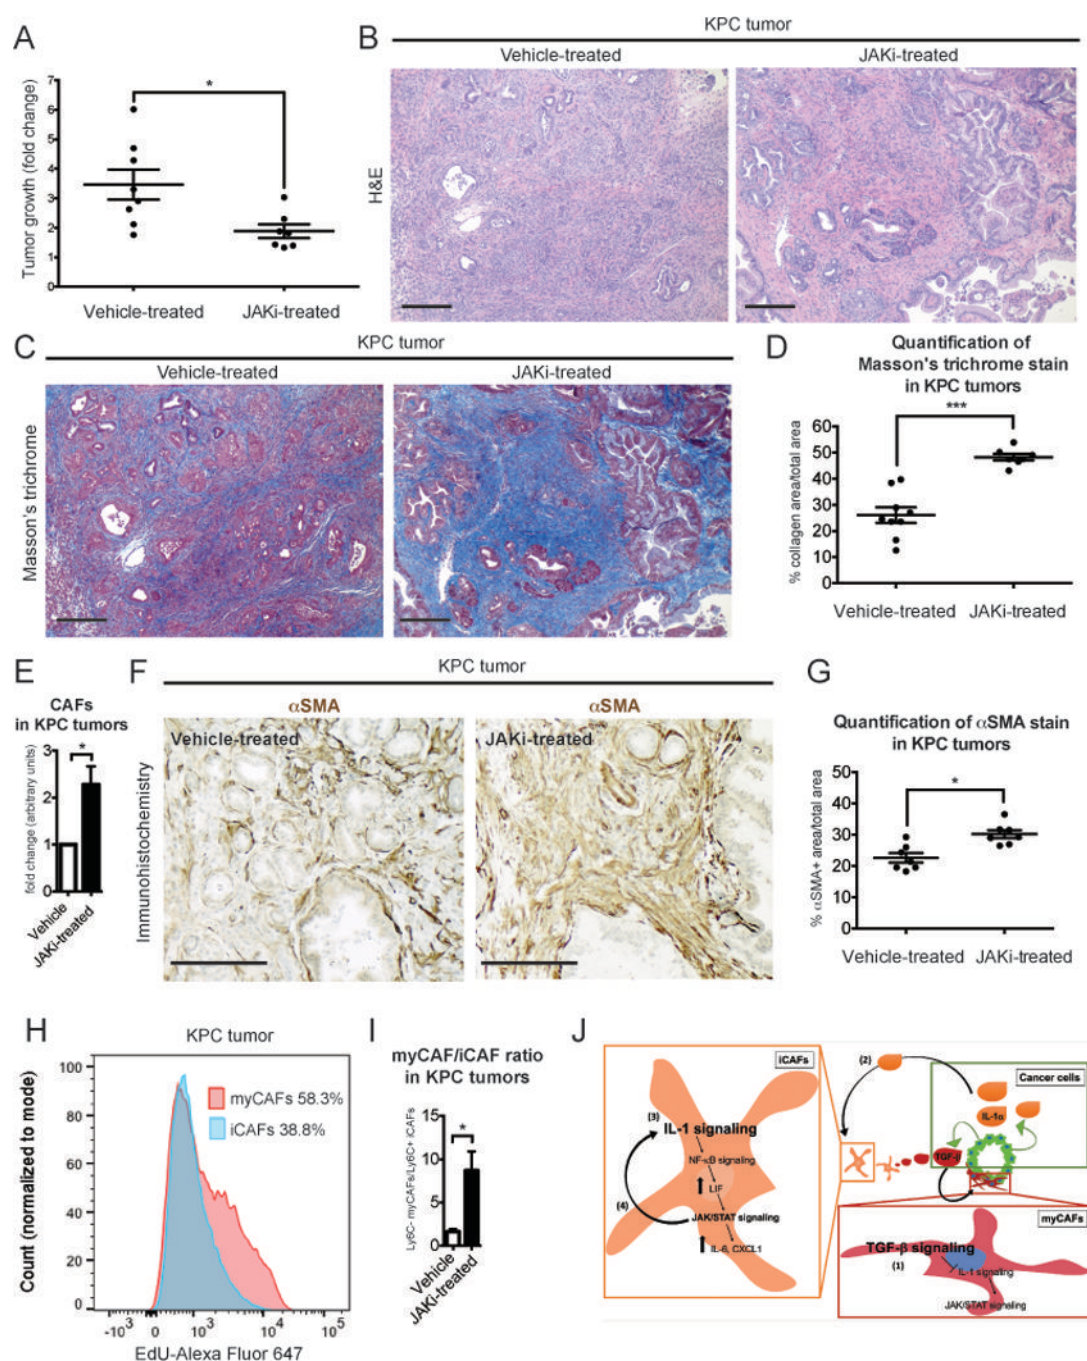 A
Tumor growth (fold change)
7
6
5
4
3
2
1
0
*
Vehicle-treated
JAKi-treated
B
KPC tumor
Vehicle-treated
JAKi-treated
H&E
C
KPC tumor
Vehicle-treated
JAKi-treated
Masson's trichrome
D
Quantification of
Masson's trichrome stain
in KPC tumors
***
% collagen area/total area
60
50
40
30
20
10
0
Vehicle-treated
JAKi-treated
E
CAFs
in KPC tumors
fold change (arbitrary units)
3
2
1
0
*
Vehicle
JAKi-treated
F
KPC tumor
αSMA
αSMA
Vehicle-treated
JAKi-treated
Immunohistochemistry
G
Quantification of αSMA stain
in KPC tumors
% αSMA+ area/total area
50
40
30
20
10
0
*
Vehicle-treated
JAKi-treated
H
KPC tumor
Count (normalized to mode)
100
80
60
40
20
0
myCAFs 58.3%
iCAFs 38.8%
-10³ 0 10³ 10⁴ 10⁵
EdU-Alexa Fluor 647
I
myCAF/iCAF ratio
in KPC tumors
Ly6C- myCAFs/Ly6C+ iCAFs
15
10
5
0
*
Vehicle
JAKi-treated
J
iCAFs
(3)
IL-1 signaling
NF-κB signaling
LIF
(4)
JAK/STAT signaling
IL-6, CXCL1
(2)
Cancer cells
IL-1α
TGF-β
myCAFs
TGF-β signaling
(1)
IL-1 signaling
JAK/STAT signaling